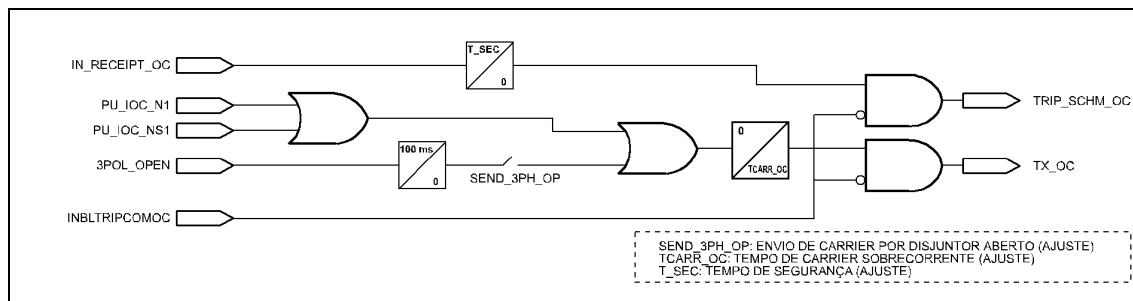 IN_RECEIPT_OC
T_SEC
0
TRIP_SCHM_OC
PU_IOC_N1
PU_IOC_NS1
3POL_OPEN
100 ms
0
SEND_3PH_OP
0
TCARR_OC
TX_OC
INBLTRIPCOMOC
SEND_3PH_OP: ENVIO DE CARRIER POR DISJUNTOR ABERTO (AJUSTE)
TCARR_OC: TEMPO DE CARRIER SOBRECORRENTE (AJUSTE)
T_SEC: TEMPO DE SEGURANÇA (AJUSTE)